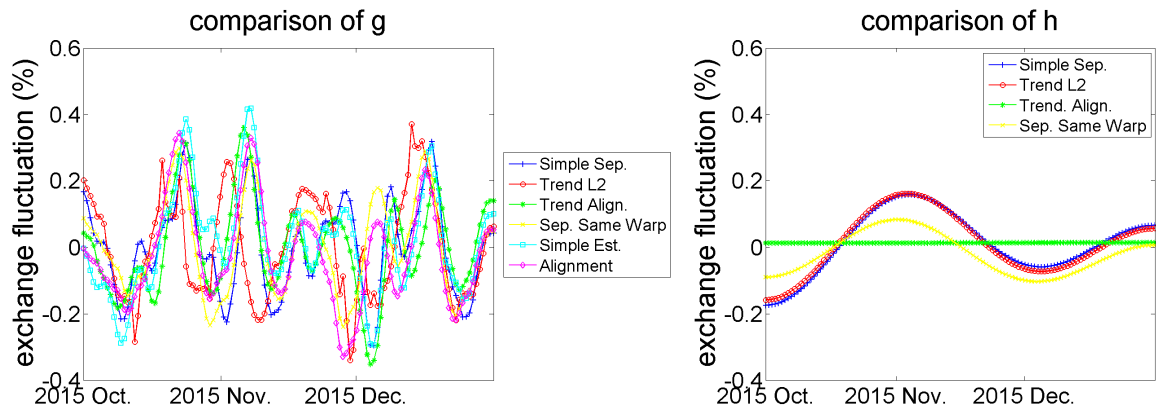 comparison of g
exchange fluctuation (%)
0.6
0.4
0.2
0
-0.2
-0.4
2015 Oct.
2015 Nov.
2015 Dec.
Simple Sep.
Trend L2
Trend Align.
Sep. Same Warp
Simple Est.
Alignment
comparison of h
exchange fluctuation (%)
0.6
0.4
0.2
0
-0.2
-0.4
2015 Oct.
2015 Nov.
2015 Dec.
Simple Sep.
Trend L2
Trend. Align.
Sep. Same Warp